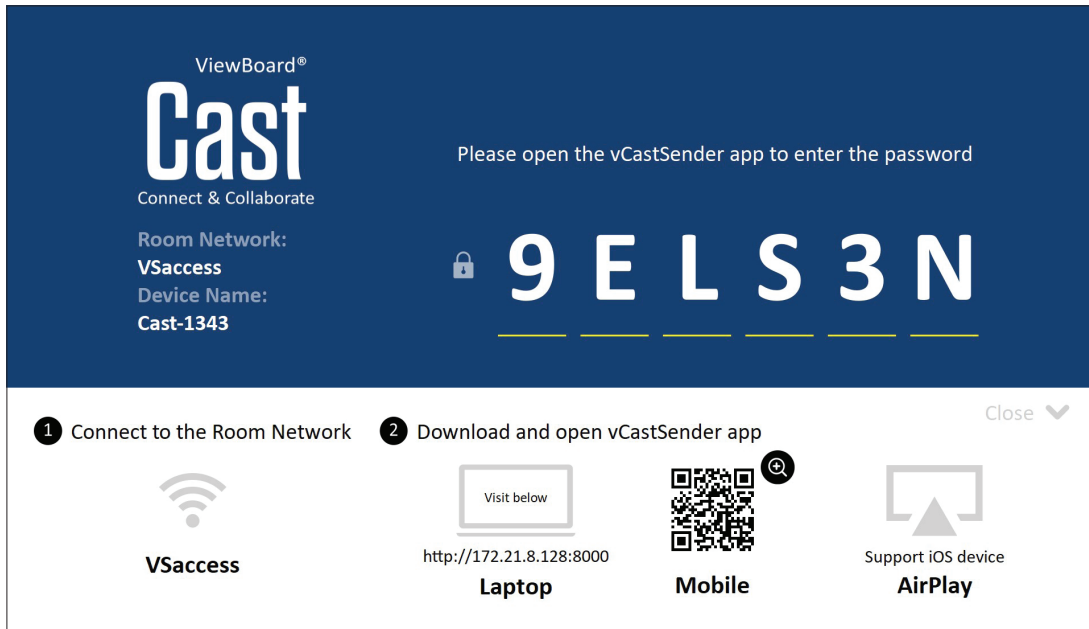 ViewBoard®
Cast
Connect & Collaborate
Room Network:
VSaccess
Device Name:
Cast-1343
Please open the vCastSender app to enter the password
9 E L S 3 N
Close
1 Connect to the Room Network
VSaccess
2 Download and open vCastSender app
Visit below
http://172.21.8.128:8000
Laptop
Mobile
Support iOS device
AirPlay